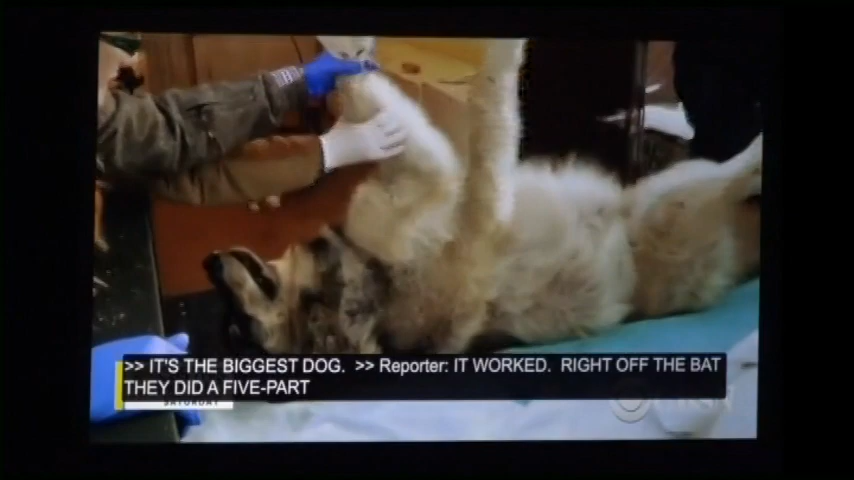 >> IT'S THE BIGGEST DOG.  >> Reporter: IT WORKED.  RIGHT OFF THE BAT
THEY DID A FIVE-PART
SATURDAY